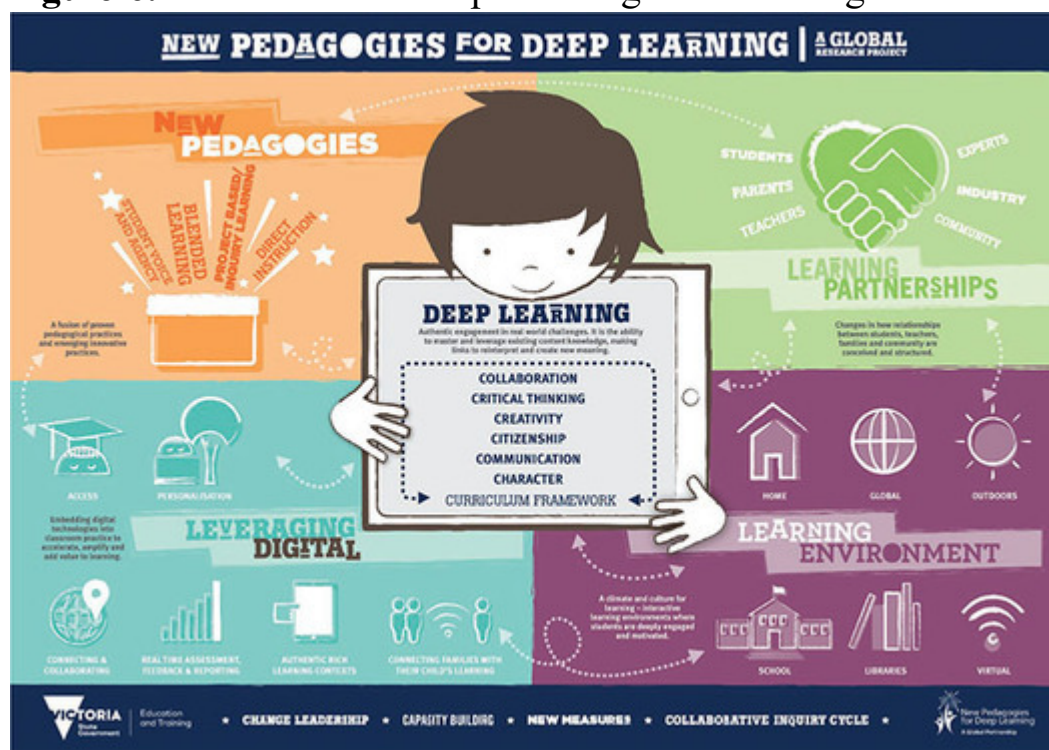 NEW PEDAGOGIES FOR DEEP LEARNING
A GLOBAL
RESEARCH PROJECT
NEW
PEDAGOGIES
STUDENT VOICE
AND AGENCY
BLENDED
LEARNING
PROJECT BASED/
INQUIRY LEARNING
DIRECT
INSTRUCTION
A fusion of proven
pedagogical practices
and emerging innovative
practices.
STUDENTS
PARENTS
TEACHERS
EXPERTS
INDUSTRY
COMMUNITY
LEARNING
PARTNERSHIPS
Changes in how relationships
between students, teachers,
families and community are
conceived and structured.
DEEP LEARNING
Authentic engagement in real world challenges. It is the ability
to master and leverage existing content knowledge, making
links to reinterpret and create new meaning.
COLLABORATION
CRITICAL THINKING
CREATIVITY
CITIZENSHIP
COMMUNICATION
CHARACTER
CURRICULUM FRAMEWORK
ACCESS
PERSONALISATION
Embedding digital
technologies into
classroom practice to
accelerate, amplify and
add value to learning.
LEVERAGING
DIGITAL
CONNECTING &
COLLABORATING
REAL TIME ASSESSMENT,
FEEDBACK & REPORTING
AUTHENTIC RICH
LEARNING CONTEXTS
CONNECTING FAMILIES WITH
THEIR CHILD'S LEARNING
HOME
GLOBAL
OUTDOORS
LEARNING
ENVIRONMENT
A climate and culture for
learning – interactive
learning environments where
students are deeply engaged
and motivated.
SCHOOL
LIBRARIES
VIRTUAL
VICTORIA
State
Government
Education
and Training
★ CHANGE LEADERSHIP ★ CAPACITY BUILDING ★ NEW MEASURES ★ COLLABORATIVE INQUIRY CYCLE ★
New Pedagogies
for Deep Learning
A Global Partnership